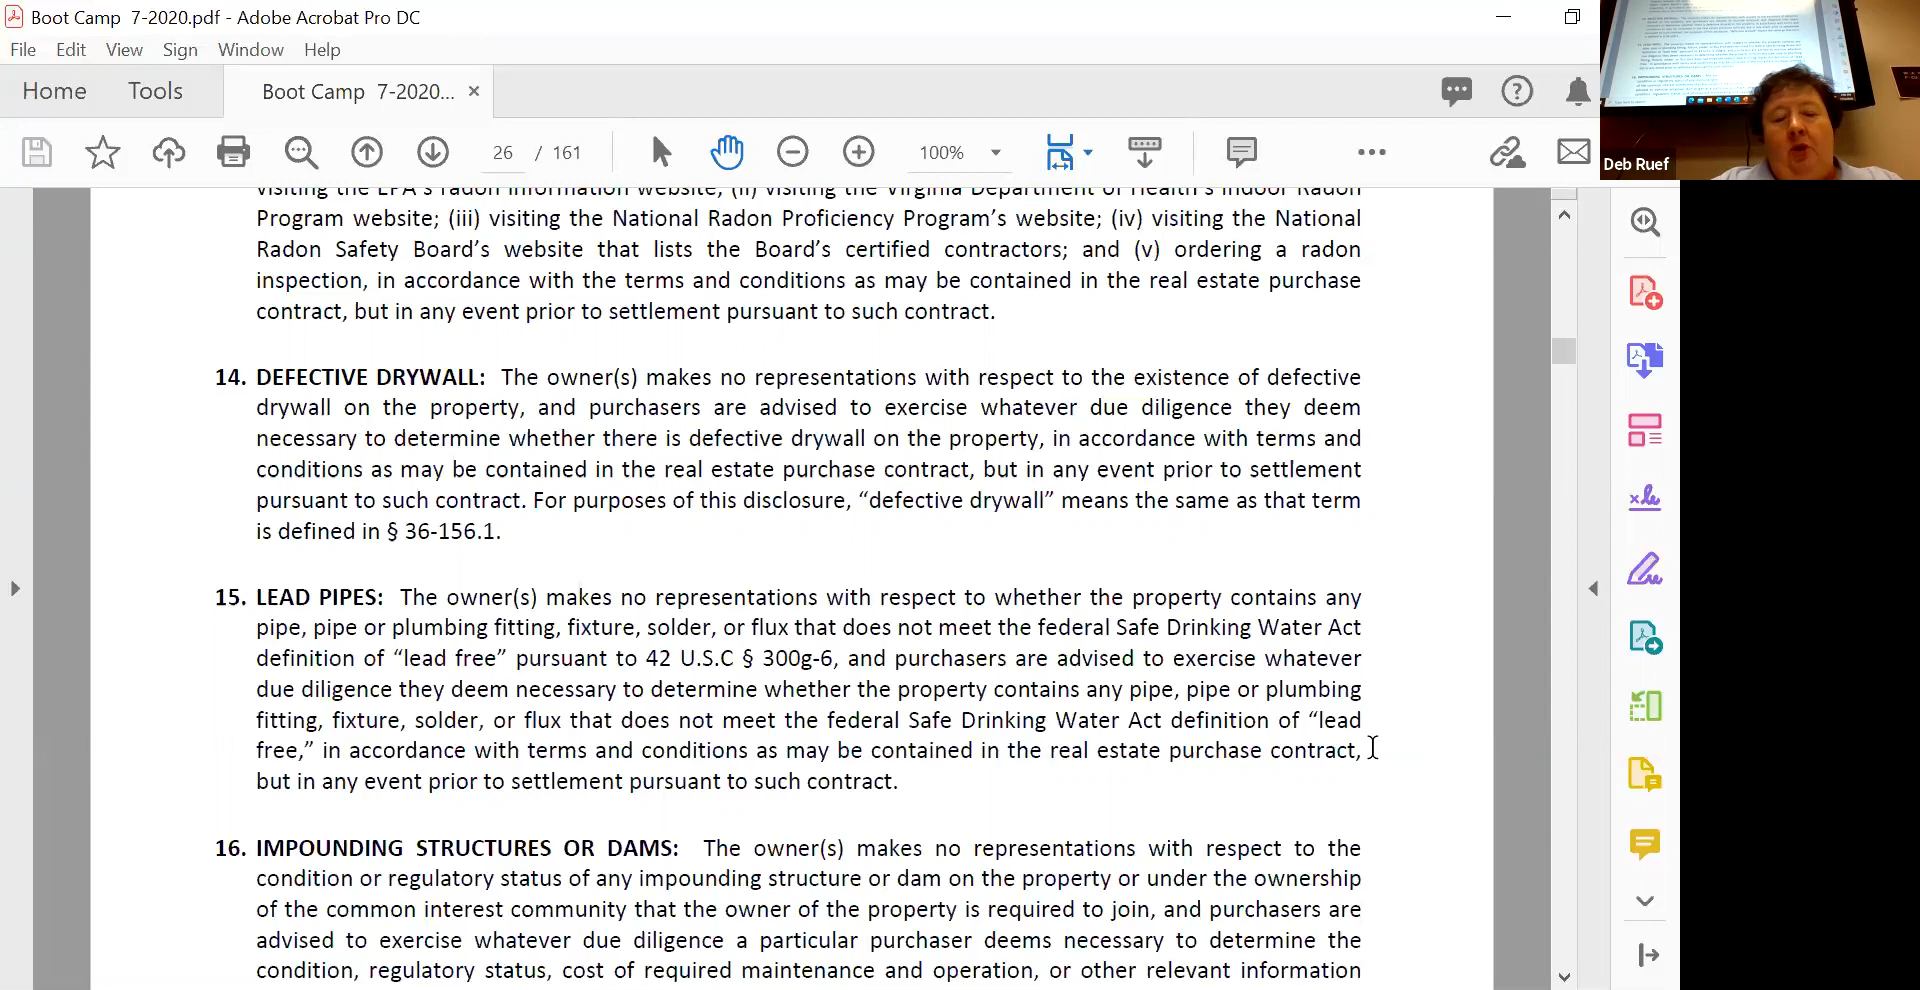 Boot Camp 7-2020.pdf - Adobe Acrobat Pro DC
File Edit View Sign Window Help
Home Tools Boot Camp 7-2020... ×
26 / 161 100%
Deb Ruef
visiting the EPA's radon information website; (ii) visiting the Virginia Department of Health's Indoor Radon
Program website; (iii) visiting the National Radon Proficiency Program’s website; (iv) visiting the National
Radon Safety Board’s website that lists the Board’s certified contractors; and (v) ordering a radon
inspection, in accordance with the terms and conditions as may be contained in the real estate purchase
contract, but in any event prior to settlement pursuant to such contract.
14. DEFECTIVE DRYWALL: The owner(s) makes no representations with respect to the existence of defective
drywall on the property, and purchasers are advised to exercise whatever due diligence they deem
necessary to determine whether there is defective drywall on the property, in accordance with terms and
conditions as may be contained in the real estate purchase contract, but in any event prior to settlement
pursuant to such contract. For purposes of this disclosure, “defective drywall” means the same as that term
is defined in § 36-156.1.
15. LEAD PIPES: The owner(s) makes no representations with respect to whether the property contains any
pipe, pipe or plumbing fitting, fixture, solder, or flux that does not meet the federal Safe Drinking Water Act
definition of “lead free” pursuant to 42 U.S.C § 300g-6, and purchasers are advised to exercise whatever
due diligence they deem necessary to determine whether the property contains any pipe, pipe or plumbing
fitting, fixture, solder, or flux that does not meet the federal Safe Drinking Water Act definition of “lead
free,” in accordance with terms and conditions as may be contained in the real estate purchase contract,
but in any event prior to settlement pursuant to such contract.
16. IMPOUNDING STRUCTURES OR DAMS: The owner(s) makes no representations with respect to the
condition or regulatory status of any impounding structure or dam on the property or under the ownership
of the common interest community that the owner of the property is required to join, and purchasers are
advised to exercise whatever due diligence a particular purchaser deems necessary to determine the
condition, regulatory status, cost of required maintenance and operation, or other relevant information